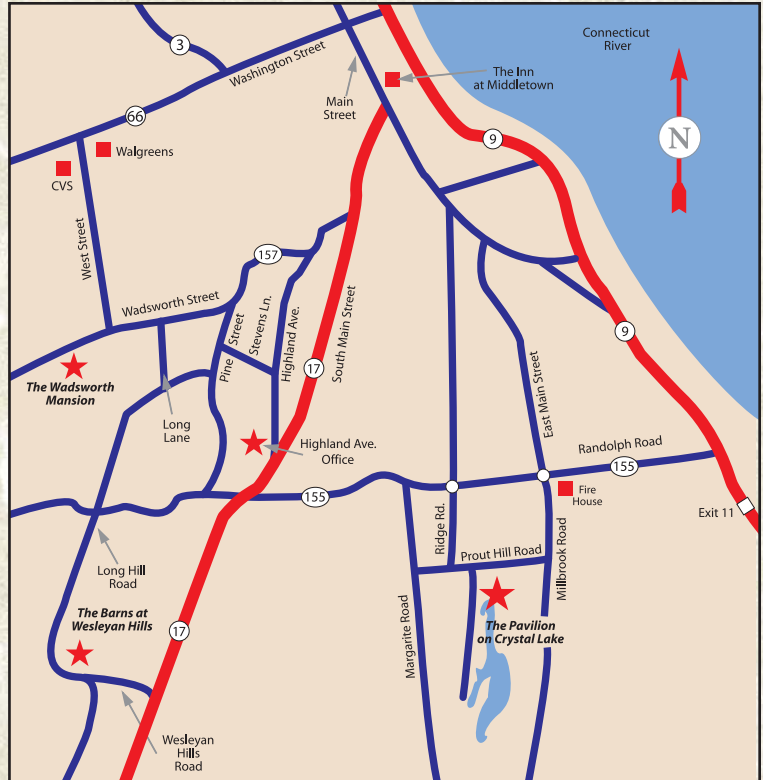 Connecticut
River
3
Washington Street
The Inn
at Middletown
Main
Street
66
9
N
Walgreens
CVS
West Street
157
Wadsworth Street
Pine Street
Stevens Ln.
Highland Ave.
South Main Street
9
17
The Wadsworth
Mansion
Long
Lane
East Main Street
Highland Ave.
Office
Randolph Road
155
155
Fire
House
Exit 11
Ridge Rd.
Prout Hill Road
Millbrook Road
Long Hill
Road
Margarite Road
The Barns at
Wesleyan Hills
17
The Pavilion
on Crystal Lake
Wesleyan
Hills
Road